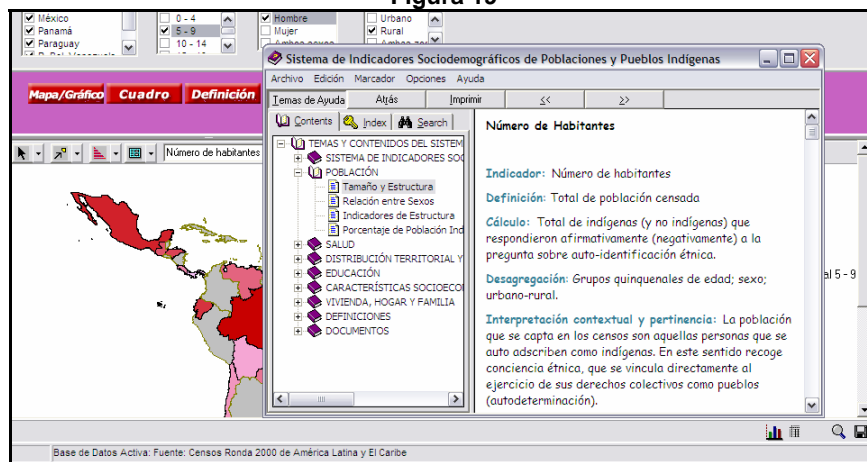 Figura 15
México
Panamá
Paraguay
0 - 4
5 - 9
10 - 14
Hombre
Mujer
Urbano
Rural
Sistema de Indicadores Sociodemográficos de Poblaciones y Pueblos Indígenas
Archivo Edición Marcador Opciones Ayuda
Temas de Ayuda Atrás Imprimir << >>
Mapa/Gráfico Cuadro Definición
Contents Index Search
Número de habitantes
TEMAS Y CONTENIDOS DEL SISTEM
SISTEMA DE INDICADORES SOC
POBLACIÓN
Tamaño y Estructura
Relación entre Sexos
Indicadores de Estructura
Porcentaje de Población Ind
SALUD
DISTRIBUCIÓN TERRITORIAL Y
EDUCACIÓN
CARACTERÍSTICAS SOCIOECO
VIVIENDA, HOGAR Y FAMILIA
DEFINICIONES
DOCUMENTOS
Número de Habitantes
Indicador: Número de habitantes
Definición: Total de población censada
Cálculo: Total de indígenas (y no indígenas) que
respondieron afirmativamente (negativamente) a la
pregunta sobre auto-identificación étnica.
Desagregación: Grupos quinquenales de edad; sexo;
urbano-rural.
Interpretación contextual y pertinencia: La población
que se capta en los censos son aquellas personas que se
auto adscriben como indígenas. En este sentido recoge
conciencia étnica, que se vincula directamente al
ejercicio de sus derechos colectivos como pueblos
(autodeterminación).
al 5 - 9
Base de Datos Activa: Fuente: Censos Ronda 2000 de América Latina y El Caribe